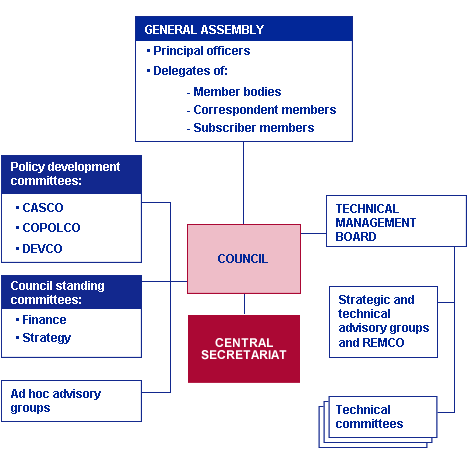 GENERAL ASSEMBLY
• Principal officers
• Delegates of:
- Member bodies
- Correspondent members
- Subscriber members
Policy development
committees:
• CASCO
• COPOLCO
• DEVCO
Council standing
committees:
• Finance
• Strategy
Ad hoc advisory
groups
COUNCIL
CENTRAL
SECRETARIAT
TECHNICAL
MANAGEMENT
BOARD
Strategic and
technical
advisory groups
and REMCO
Technical
committees